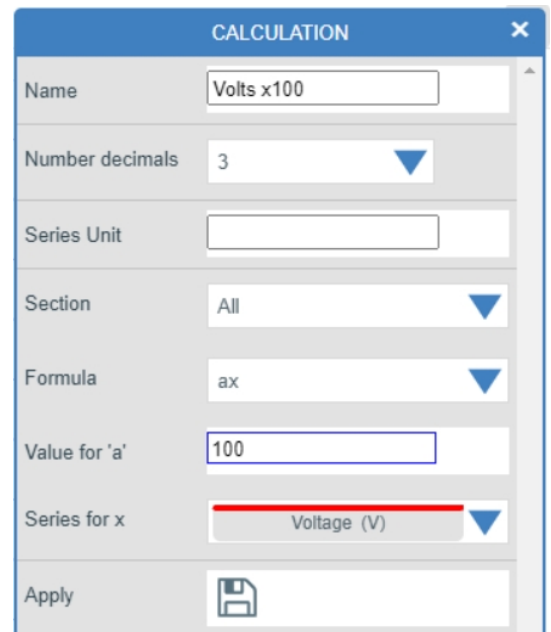 CALCULATION ×
Name Volts x100
Number decimals 3
Series Unit
Section All
Formula ax
Value for 'a' 100
Series for x Voltage (V)
Apply